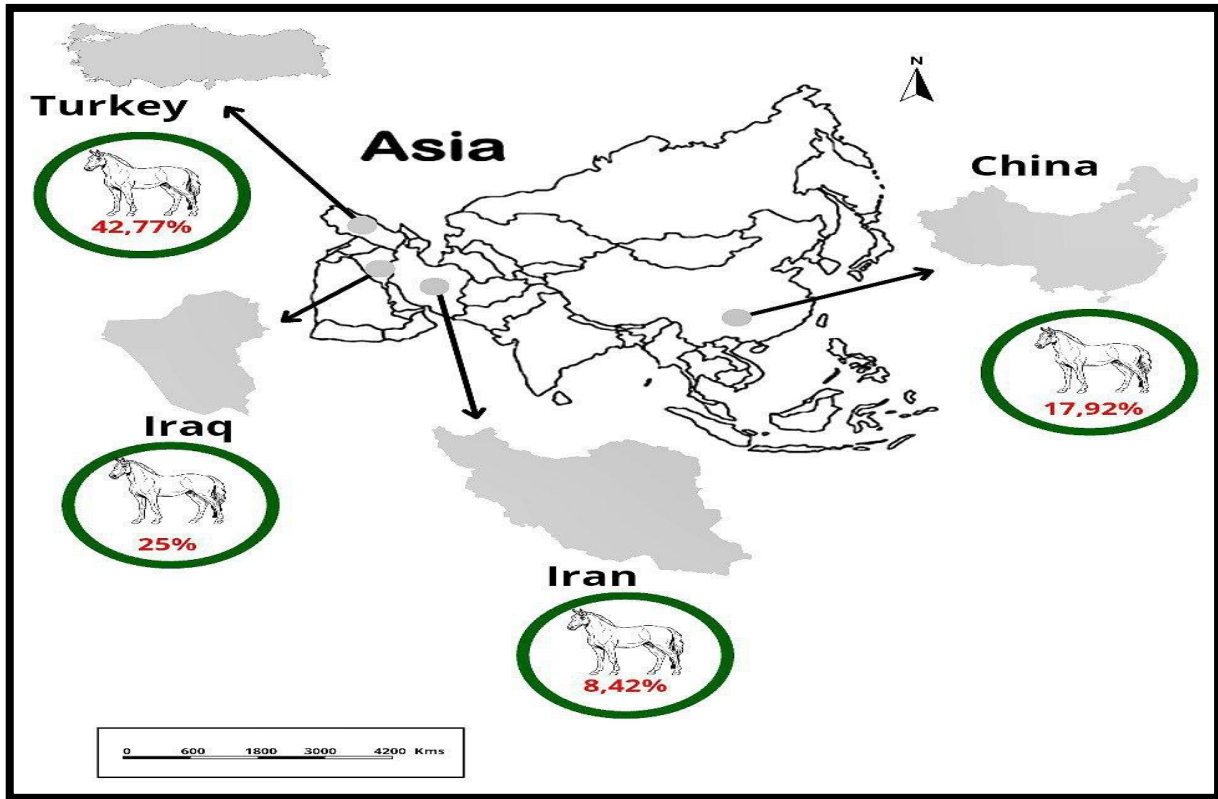 Turkey
42,77%
Asia
N
China
17,92%
Iraq
25%
Iran
8,42%
0 600 1800 3000 4200 Kms